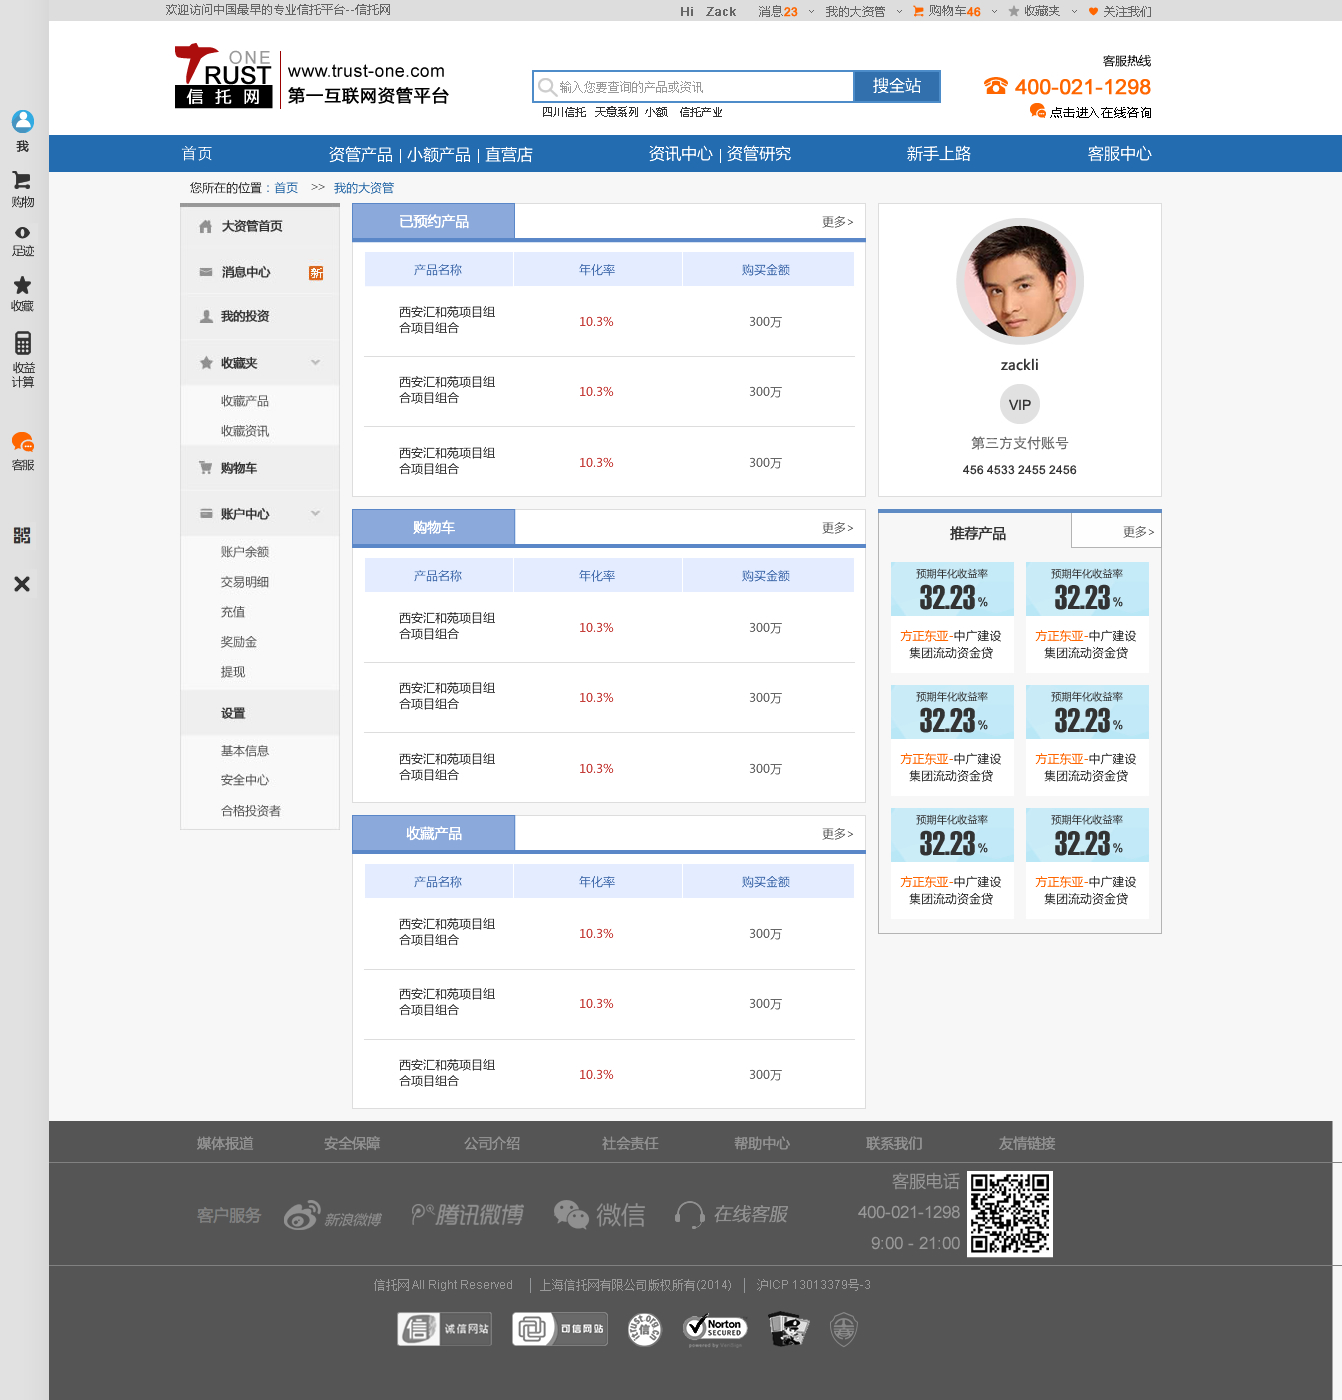 欢迎访问中国最早的专业信托平台--信托网
Hi Zack 消息23 我的大资管 购物车46 收藏夹 关注我们
TRUST ONE
信托网
www.trust-one.com
第一互联网资管平台
输入您要查询的产品或资讯
搜全站
四川信托 天意系列 小额 信托产业
客服热线
400-021-1298
点击进入在线咨询
首页 资管产品 | 小额产品 | 直营店 资讯中心 | 资管研究 新手上路 客服中心
我
购物
足迹
收藏
收益
计算
客服
您所在的位置：首页 >> 我的大资管
大资管首页
消息中心 新
我的投资
收藏夹
收藏产品
收藏资讯
购物车
账户中心
账户余额
交易明细
充值
奖励金
提现
设置
基本信息
安全中心
合格投资者
已预约产品 更多>
产品名称 年化率 购买金额
西安汇和苑项目组
合项目组合
10.3% 300万
西安汇和苑项目组
合项目组合
10.3% 300万
西安汇和苑项目组
合项目组合
10.3% 300万
购物车 更多>
产品名称 年化率 购买金额
西安汇和苑项目组
合项目组合
10.3% 300万
西安汇和苑项目组
合项目组合
10.3% 300万
西安汇和苑项目组
合项目组合
10.3% 300万
收藏产品 更多>
产品名称 年化率 购买金额
西安汇和苑项目组
合项目组合
10.3% 300万
西安汇和苑项目组
合项目组合
10.3% 300万
西安汇和苑项目组
合项目组合
10.3% 300万
zackli
VIP
第三方支付账号
456 4533 2455 2456
推荐产品 更多>
预期年化收益率 预期年化收益率
32.23% 32.23%
方正东亚-中广建设 方正东亚-中广建设
集团流动资金贷 集团流动资金贷
预期年化收益率 预期年化收益率
32.23% 32.23%
方正东亚-中广建设 方正东亚-中广建设
集团流动资金贷 集团流动资金贷
预期年化收益率 预期年化收益率
32.23% 32.23%
方正东亚-中广建设 方正东亚-中广建设
集团流动资金贷 集团流动资金贷
媒体报道 安全保障 公司介绍 社会责任 帮助中心 联系我们 友情链接
客户服务 新浪微博 腾讯微博 微信 在线客服
客服电话
400-021-1298
9:00 - 21:00
信托网 All Right Reserved | 上海信托网有限公司版权所有(2014) | 沪ICP 13013379号-3
信 诚信网站 可信网站 信 Norton
SECURED